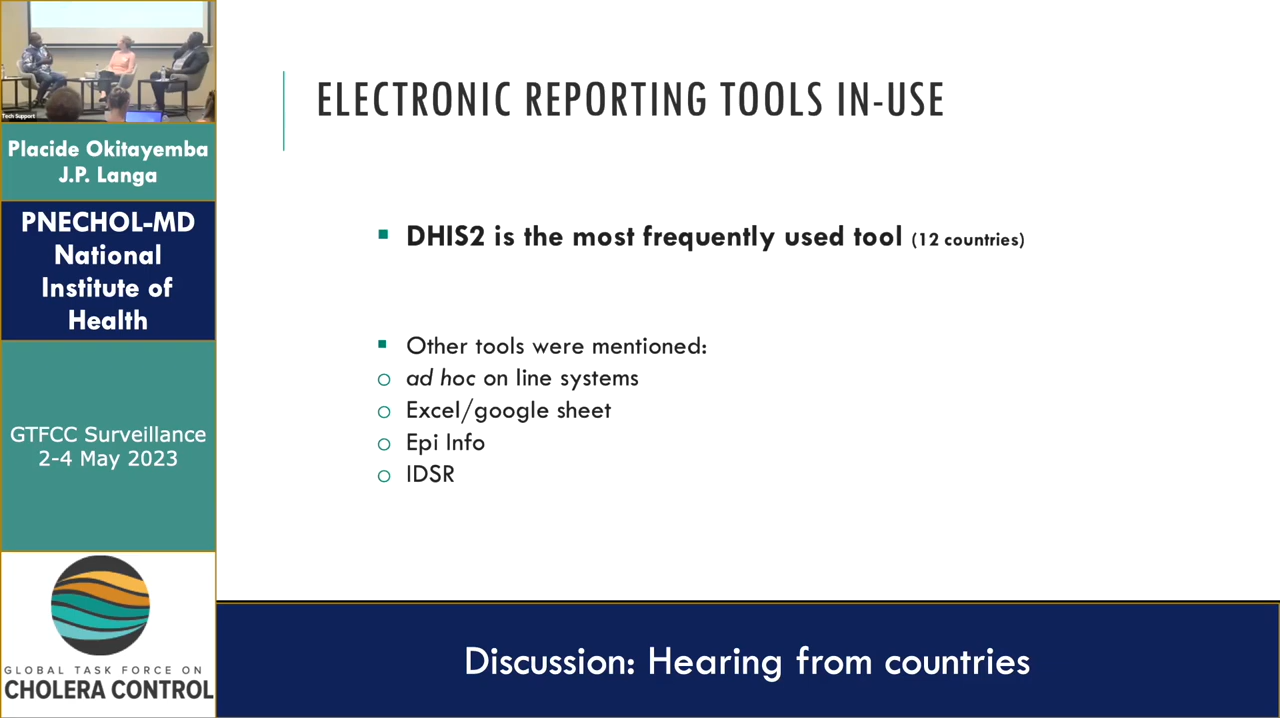 Tech Support
Placide Okitayemba
J.P. Langa
PNECHOL-MD
National
Institute of
Health
GTFCC Surveillance
2-4 May 2023
GLOBAL TASK FORCE ON
CHOLERA CONTROL
ELECTRONIC REPORTING TOOLS IN-USE
▪ DHIS2 is the most frequently used tool (12 countries)
▪ Other tools were mentioned:
o ad hoc on line systems
o Excel/google sheet
o Epi Info
o IDSR
Discussion: Hearing from countries